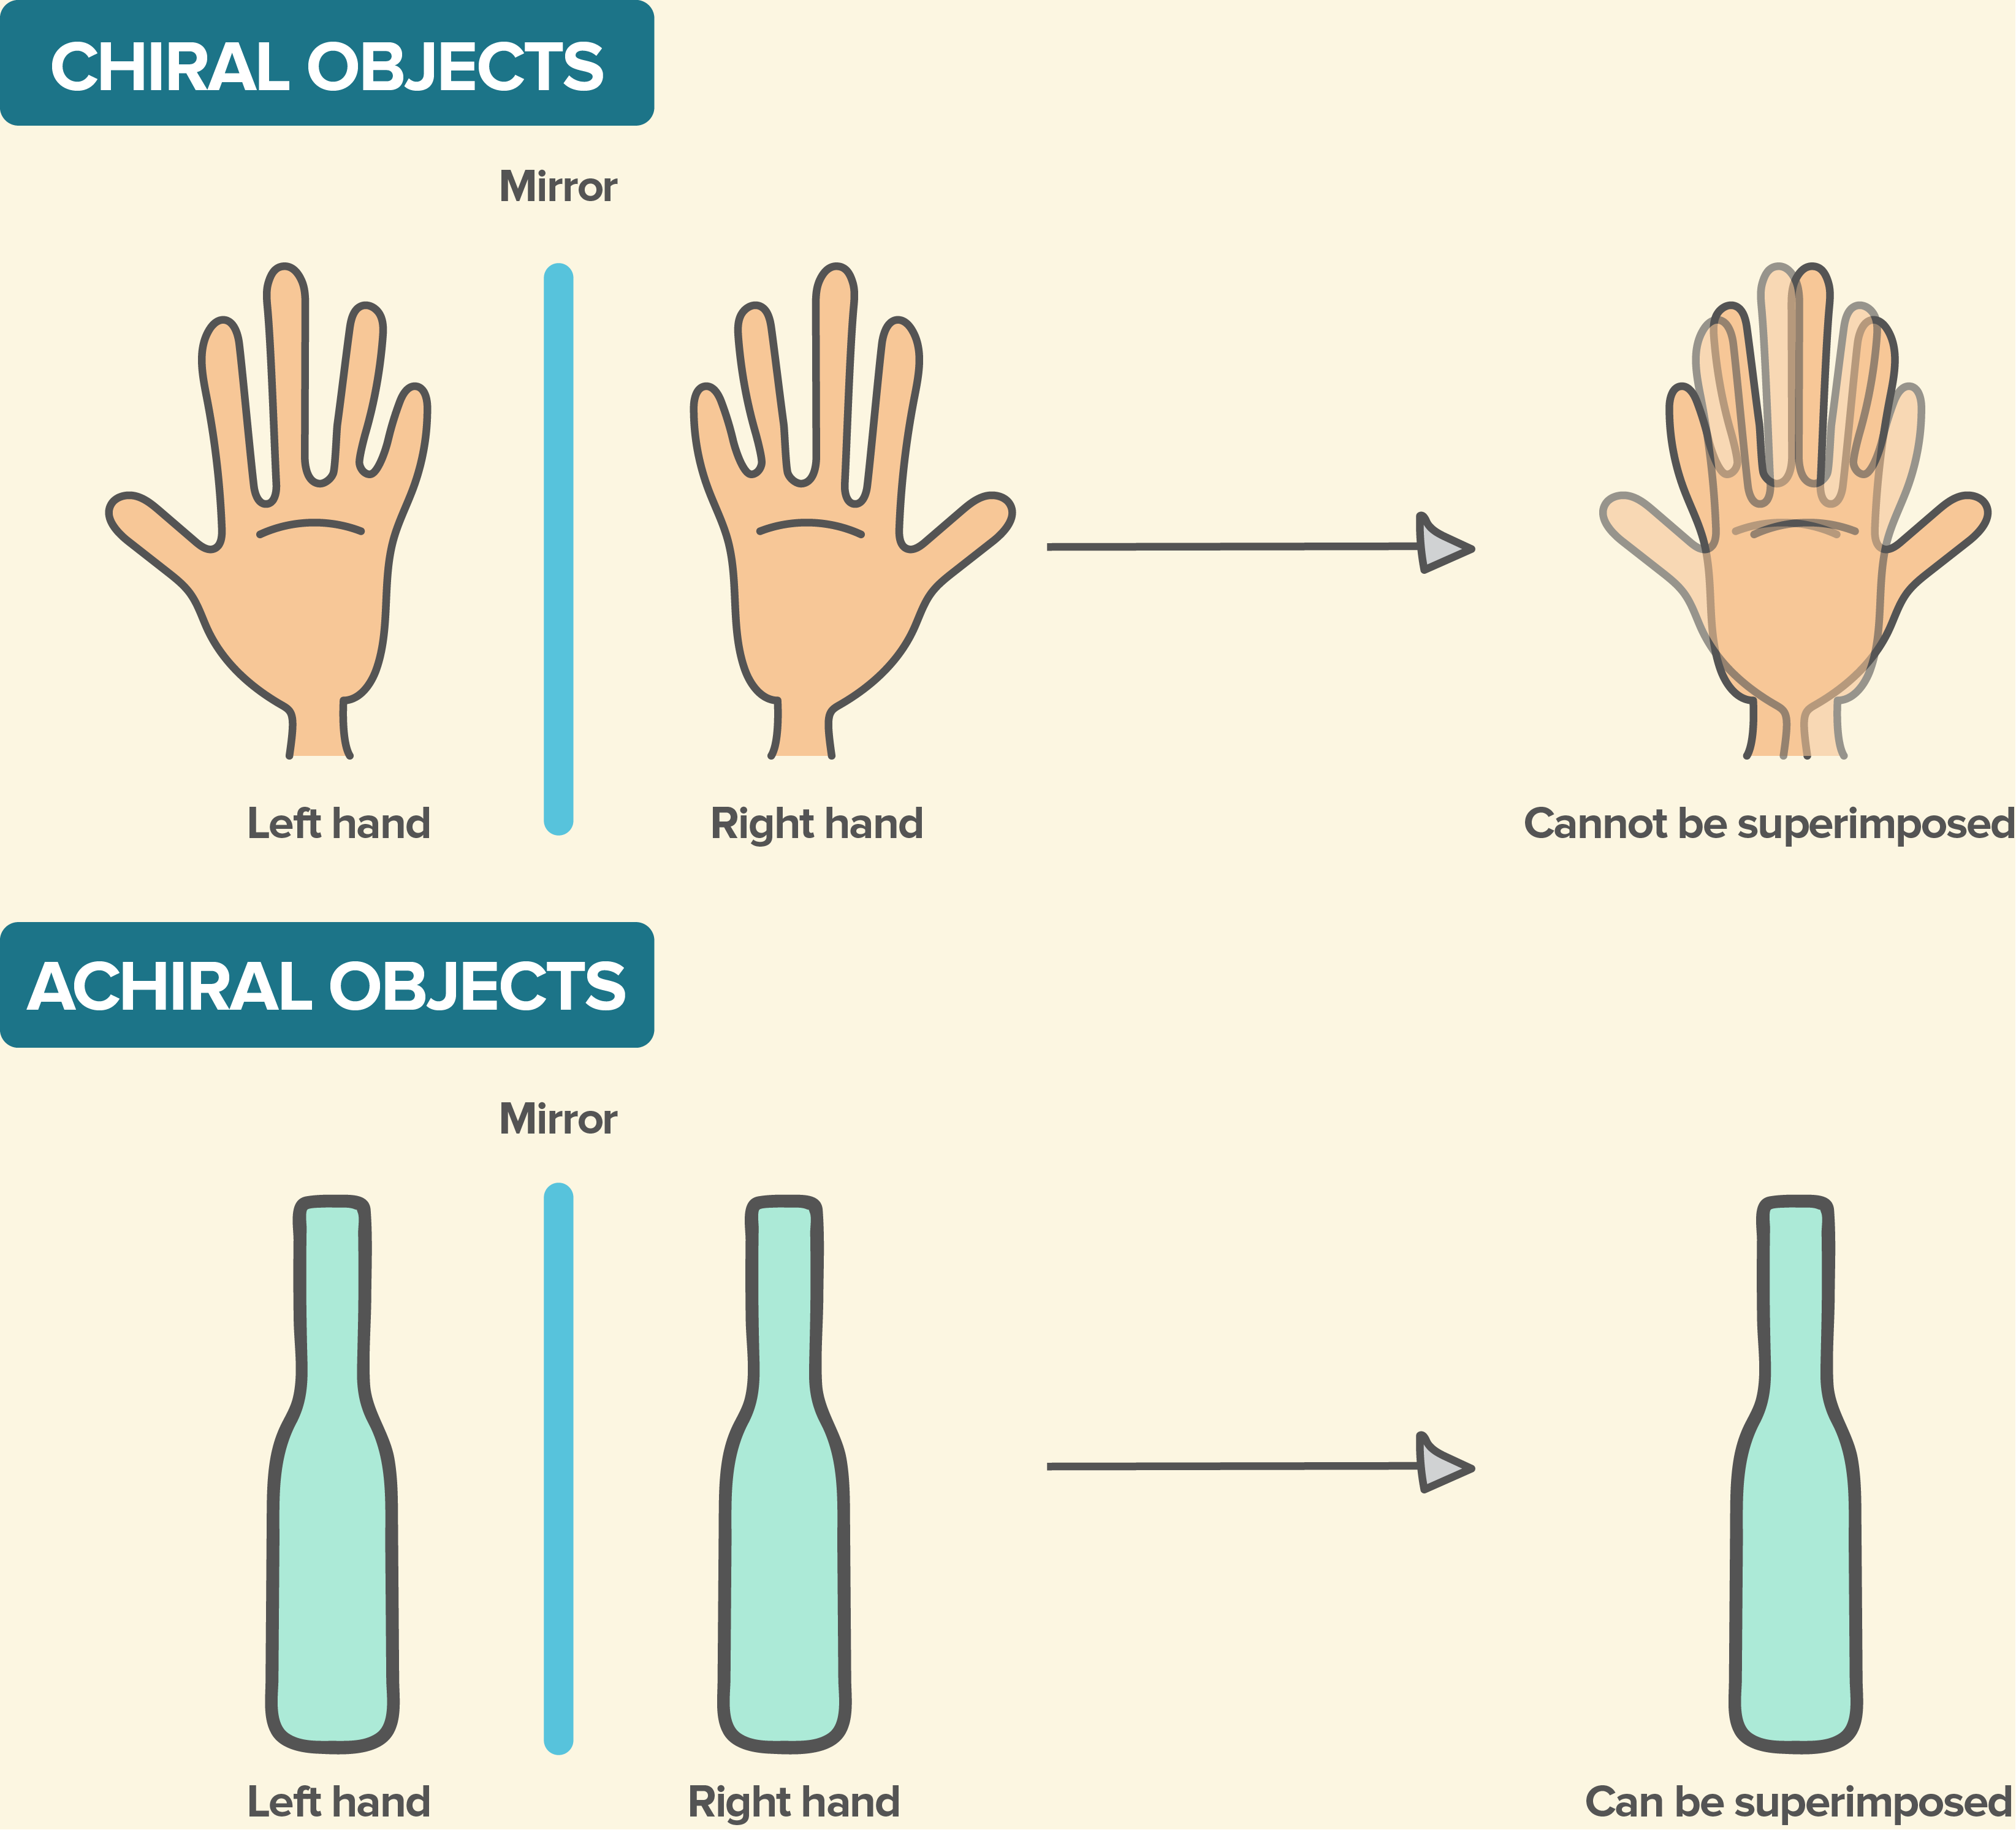 CHIRAL OBJECTS
Mirror
Left hand
Right hand
Cannot be superimposed
ACHIRAL OBJECTS
Mirror
Left hand
Right hand
Can be superimposed